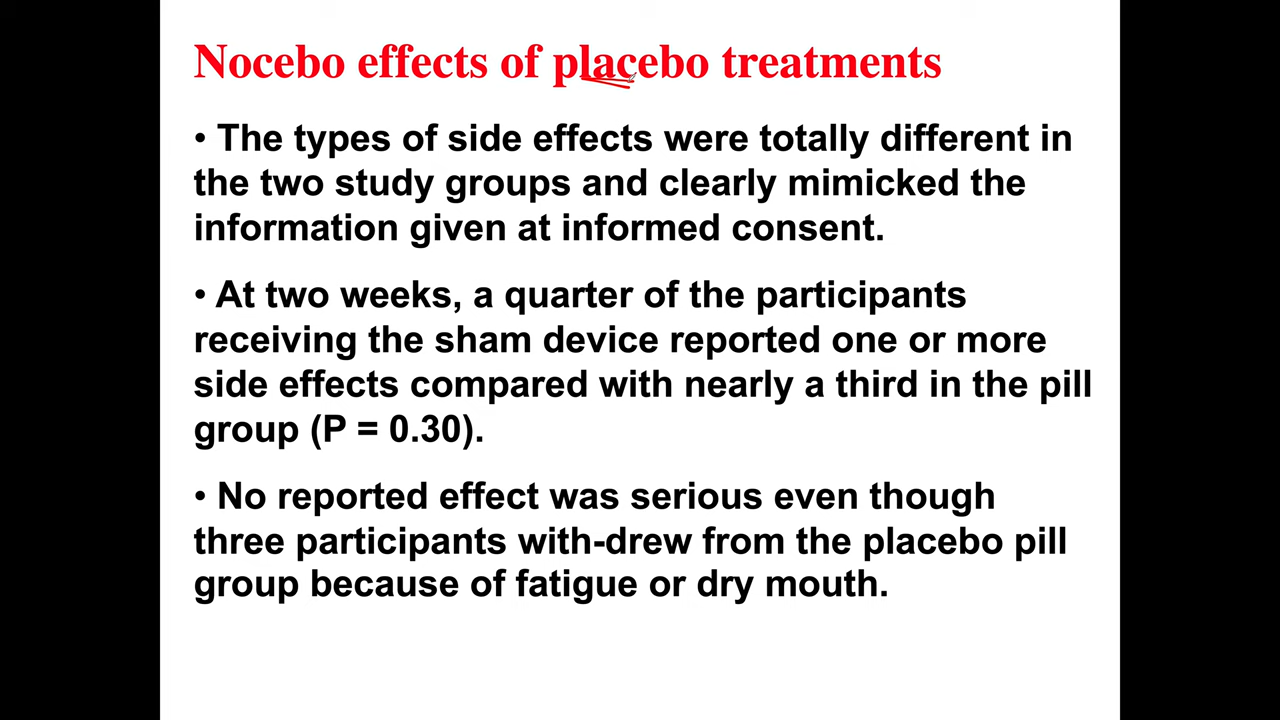 Nocebo effects of placebo treatments
• The types of side effects were totally different in
the two study groups and clearly mimicked the
information given at informed consent.
• At two weeks, a quarter of the participants
receiving the sham device reported one or more
side effects compared with nearly a third in the pill
group (P = 0.30).
• No reported effect was serious even though
three participants with-drew from the placebo pill
group because of fatigue or dry mouth.